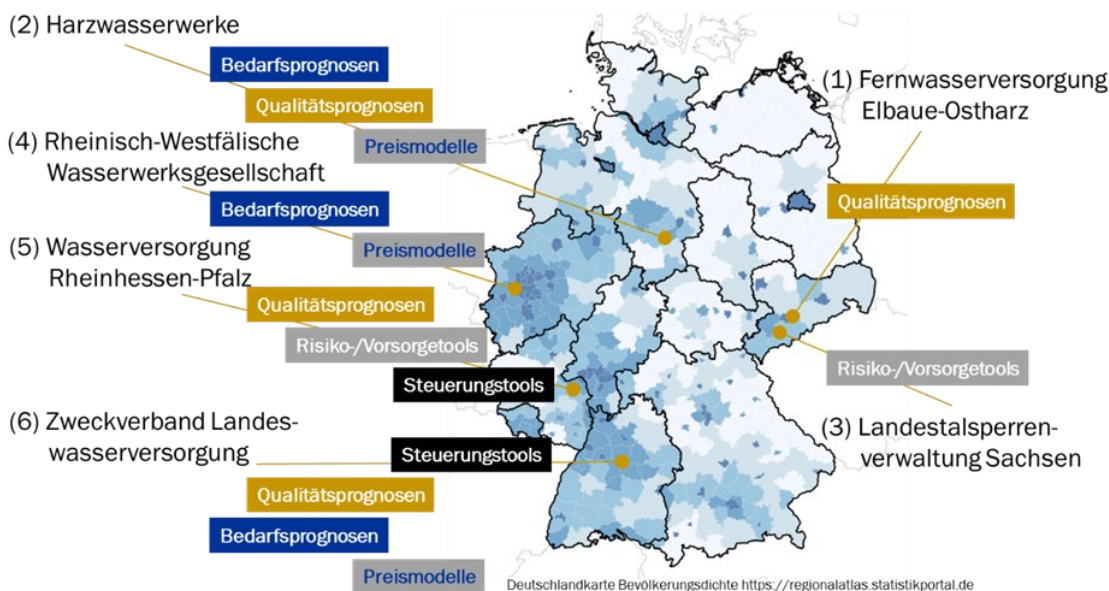 (2) Harzwasserwerke
Bedarfsprognosen
Qualitätsprognosen
Preismodelle
(1) Fernwasserversorgung
Elbaue-Ostharz
Qualitätsprognosen
(4) Rheinisch-Westfälische
Wasserwerksgesellschaft
Bedarfsprognosen
Preismodelle
(5) Wasserversorgung
Rheinhessen-Pfalz
Qualitätsprognosen
Risiko-/Vorsorgetools
Steuerungstools
Risiko-/Vorsorgetools
(3) Landestalsperren-
verwaltung Sachsen
(6) Zweckverband Landes-
wasserversorgung
Steuerungstools
Qualitätsprognosen
Bedarfsprognosen
Preismodelle
Deutschlandkarte Bevölkerungsdichte https://regionalatlas.statistikportal.de